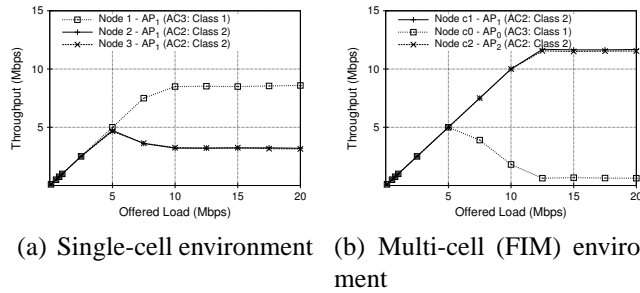 Node 1 - AP1 (AC3: Class 1)
Node 2 - AP1 (AC2: Class 2)
Node 3 - AP1 (AC2: Class 2)
15
10
5
Throughput (Mbps)
5 10 15 20
Offered Load (Mbps)
(a) Single-cell environment
Node c1 - AP1 (AC2: Class 2)
Node c0 - AP0 (AC3: Class 1)
Node c2 - AP2 (AC2: Class 2)
15
10
5
Throughput (Mbps)
5 10 15 20
Offered Load (Mbps)
(b) Multi-cell (FIM) enviro
ment